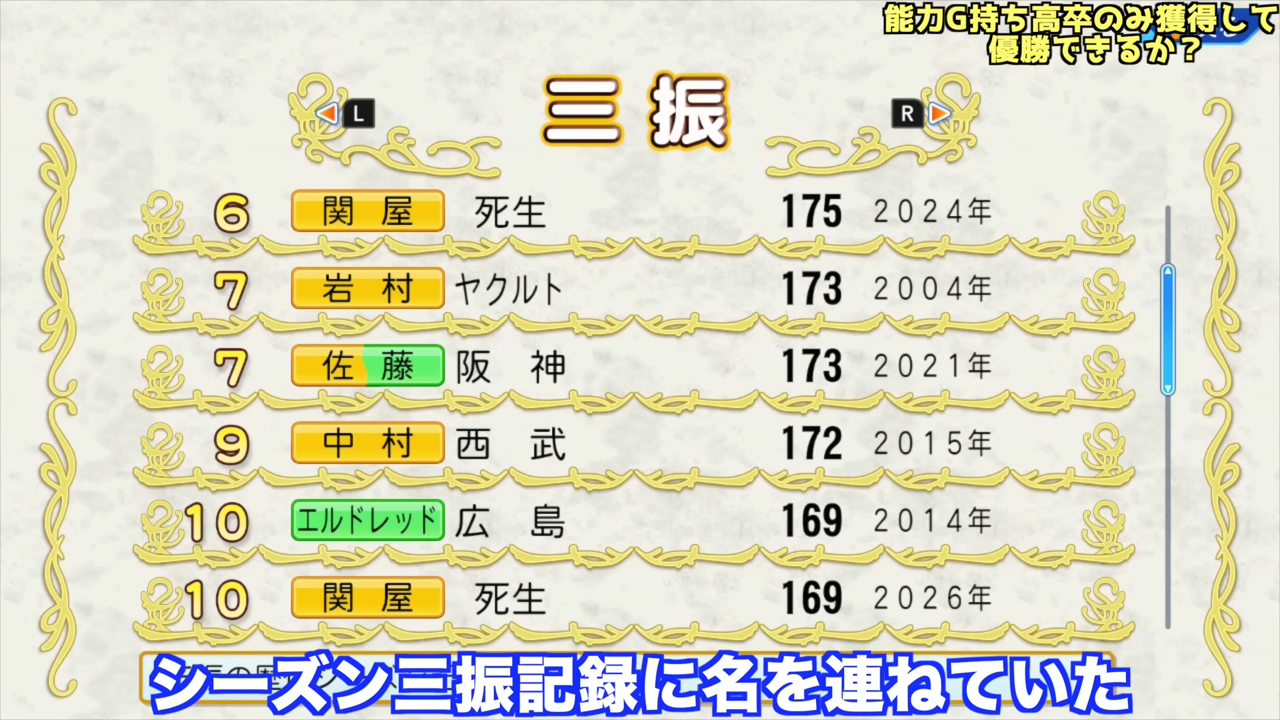 能力G持ち高卒のみ獲得して
優勝できるか？
L 三振 R
6 関屋 死生 175 2024年
7 岩村 ヤクルト 173 2004年
7 佐藤 阪神 173 2021年
9 中村 西武 172 2015年
10 エルドレッド 広島 169 2014年
10 関屋 死生 169 2026年
シーズン三振記録に名を連ねていた